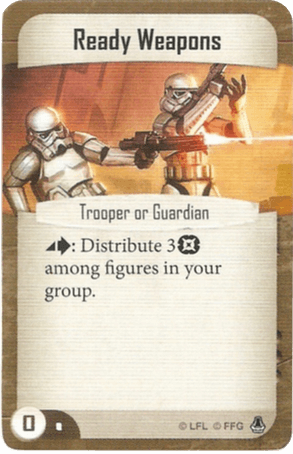 Ready Weapons
Trooper or Guardian
: Distribute 3
among figures in your
group.
0
© LFL © FFG